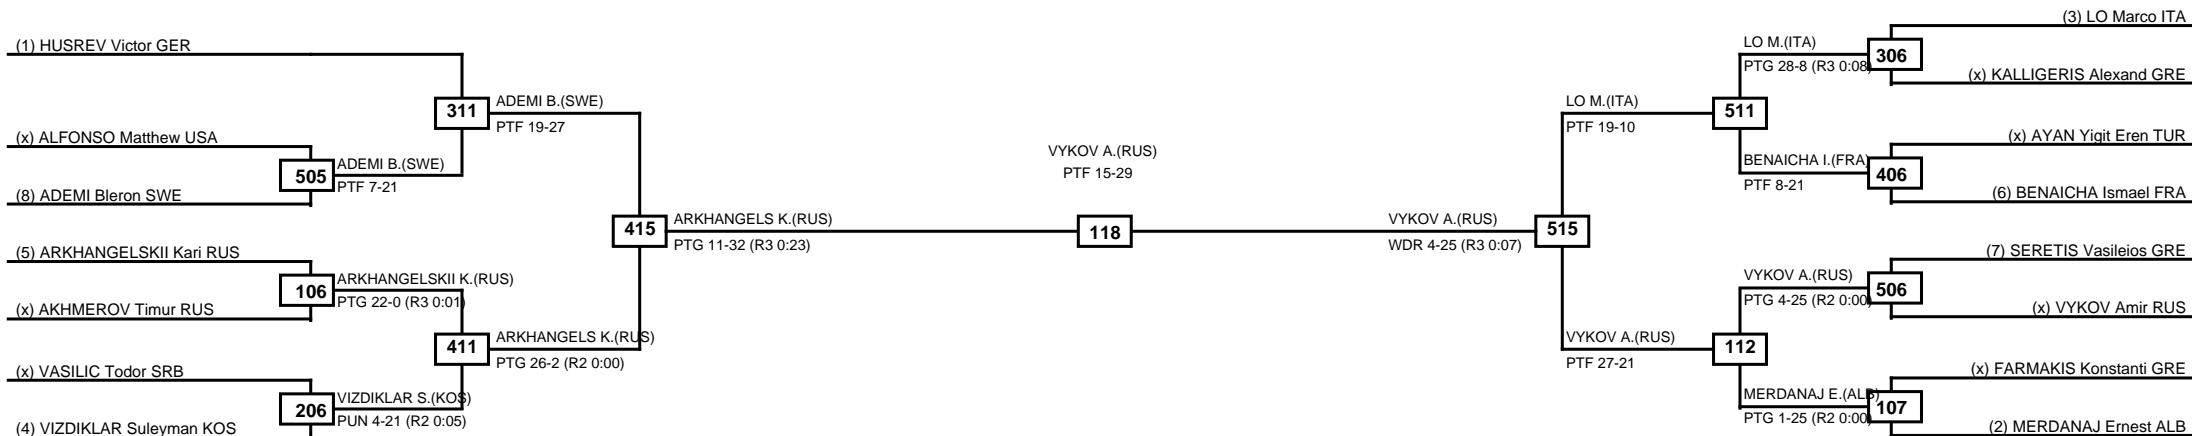 (1) HUSREV Victor GER
(x) ALFONSO Matthew USA
(8) ADEMI Bleron SWE
(5) ARKHANGELSKII Kari RUS
(x) AKHMEROV Timur RUS
(x) VASILIC Todor SRB
(4) VIZDIKLAR Suleyman KOS
505
ADEMI B.(SWE)
PTF 7-21
106
ARKHANGELSKII K.(RUS)
PTG 22-0 (R3 0:01)
206
VIZDIKLAR S.(KOS)
PUN 4-21 (R2 0:05)
311
ADEMI B.(SWE)
PTF 19-27
411
ARKHANGELS K.(RUS)
PTG 26-2 (R2 0:00)
415
ARKHANGELS K.(RUS)
PTG 11-32 (R3 0:23)
VYKOV A.(RUS)
PTF 15-29
118
VYKOV A.(RUS)
WDR 4-25 (R3 0:07)
515
LO M.(ITA)
PTF 19-10
511
VYKOV A.(RUS)
PTF 27-21
112
LO M.(ITA)
PTG 28-8 (R3 0:08)
306
BENAICHA I.(FRA)
PTF 8-21
406
VYKOV A.(RUS)
PTG 4-25 (R2 0:00)
506
MERDANAJ E.(ALB)
PTG 1-25 (R2 0:00)
107
(3) LO Marco ITA
(x) KALLIGERIS Alexand GRE
(x) AYAN Yigit Eren TUR
(6) BENAICHA Ismael FRA
(7) SERETIS Vasileios GRE
(x) VYKOV Amir RUS
(x) FARMAKIS Konstanti GRE
(2) MERDANAJ Ernest ALB